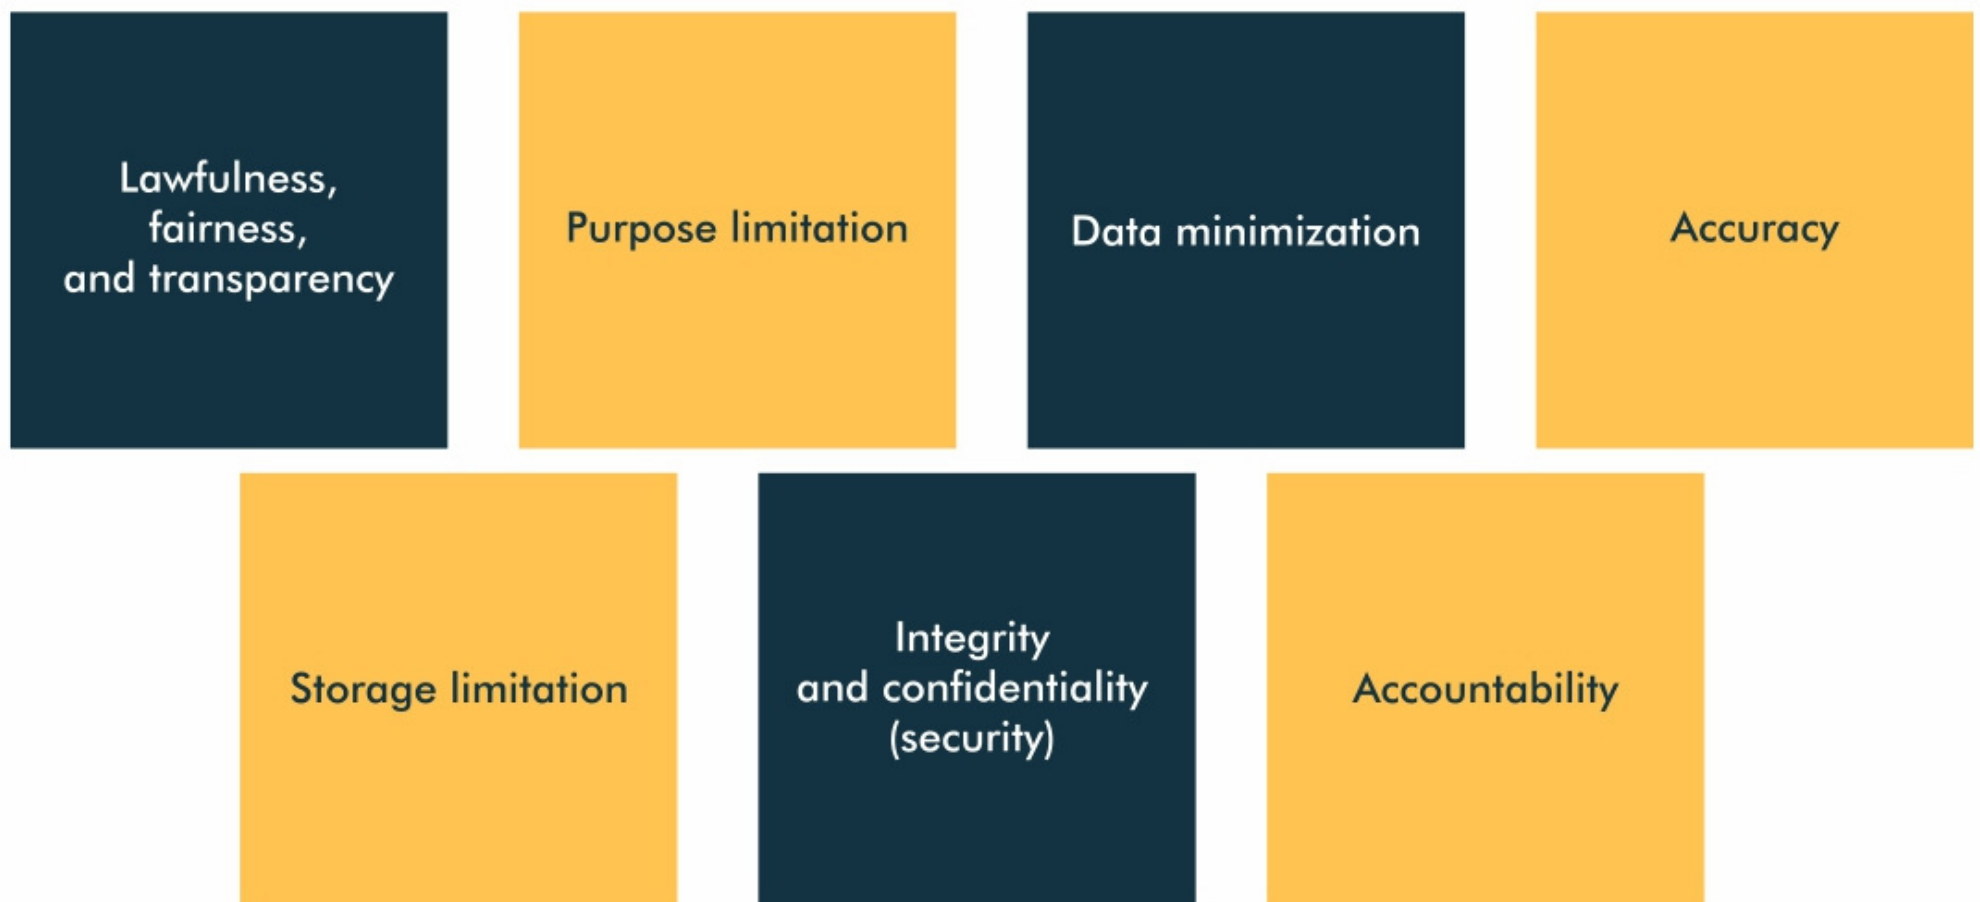 Lawfulness,
fairness,
and transparency
Purpose limitation
Data minimization
Accuracy
Storage limitation
Integrity
and confidentiality
(security)
Accountability